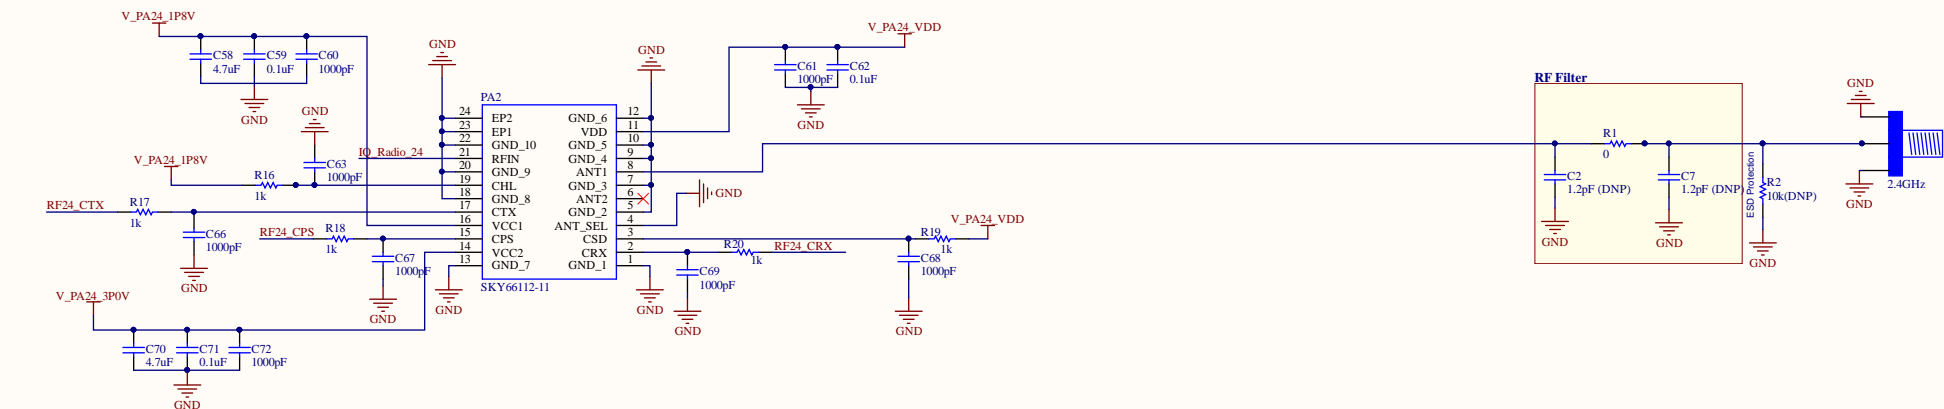 V_PA24_1P8V
C58
4.7uF
C59
0.1uF
C60
1000pF
GND
GND
GND
V_PA24_VDD
C61
1000pF
C62
0.1uF
GND
GND
C63
1000pF
V_PA24_1P8V
R16
1k
IQ_Radio_24
RF24_CTX
R17
1k
C66
1000pF
GND
RF24_CPS
R18
1k
C67
1000pF
GND
PA2
24 EP2 GND_6 12
23 EP1 VDD 11
22 GND_10 GND_5 10
21 RFIN GND_4 9
20 GND_9 ANT1 8
19 CHL GND_3 7
18 GND_8 ANT2 6
17 CTX GND_2 5
16 VCC1 ANT_SEL 4
15 CPS CSD 3
14 VCC2 CRX 2
13 GND_7 GND_1 1
SKY66112-11
GND
GND
GND
V_PA24_VDD
R19
1k
R20
1k
RF24_CRX
C69
1000pF
GND
C68
1000pF
GND
V_PA24_3P0V
C70
4.7uF
C71
0.1uF
C72
1000pF
GND
RF Filter
R1
0
C2
1.2pF (DNP)
GND
C7
1.2pF (DNP)
GND
ESD Protection
R2
10k(DNP)
GND
GND
GND
2.4GHz